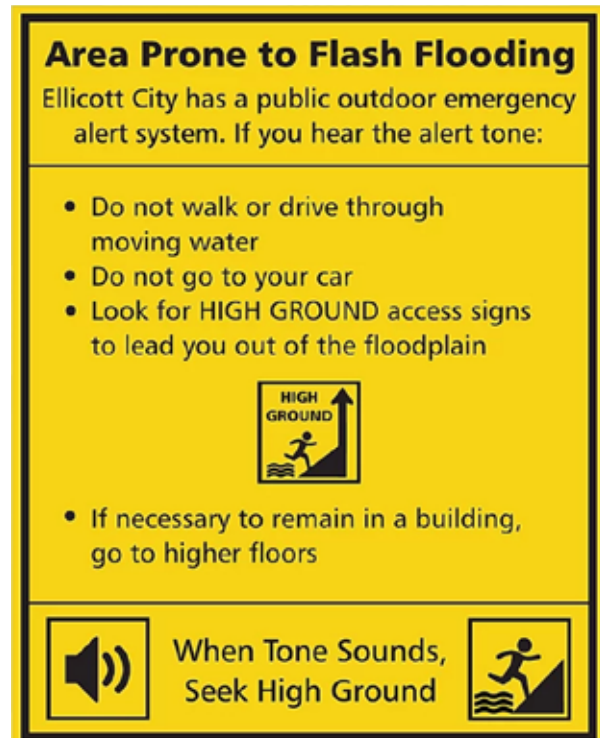 Area Prone to Flash Flooding
Ellicott City has a public outdoor emergency
alert system. If you hear the alert tone:
• Do not walk or drive through
moving water
• Do not go to your car
• Look for HIGH GROUND access signs
to lead you out of the floodplain
HIGH
GROUND
• If necessary to remain in a building,
go to higher floors
When Tone Sounds,
Seek High Ground